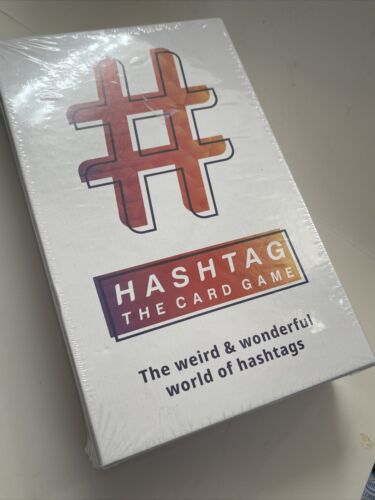 #
HASHTAG
THE CARD GAME
The weird & wonderful
world of hashtags